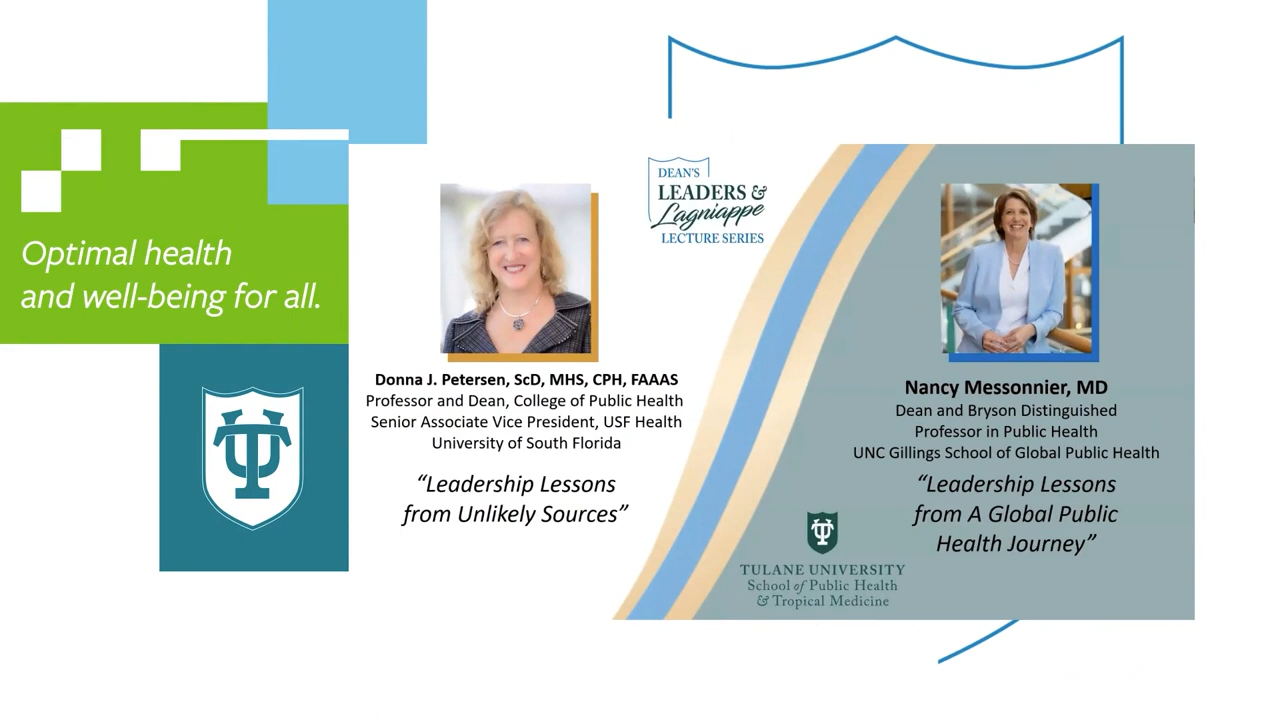 Optimal health
and well-being for all.
DEAN'S
LEADERS &
Lagniappe
LECTURE SERIES
Donna J. Petersen, ScD, MHS, CPH, FAAAS
Professor and Dean, College of Public Health
Senior Associate Vice President, USF Health
University of South Florida
“Leadership Lessons
from Unlikely Sources”
Nancy Messonnier, MD
Dean and Bryson Distinguished
Professor in Public Health
UNC Gillings School of Global Public Health
“Leadership Lessons
from A Global Public
Health Journey”
TULANE UNIVERSITY
School of Public Health
& Tropical Medicine